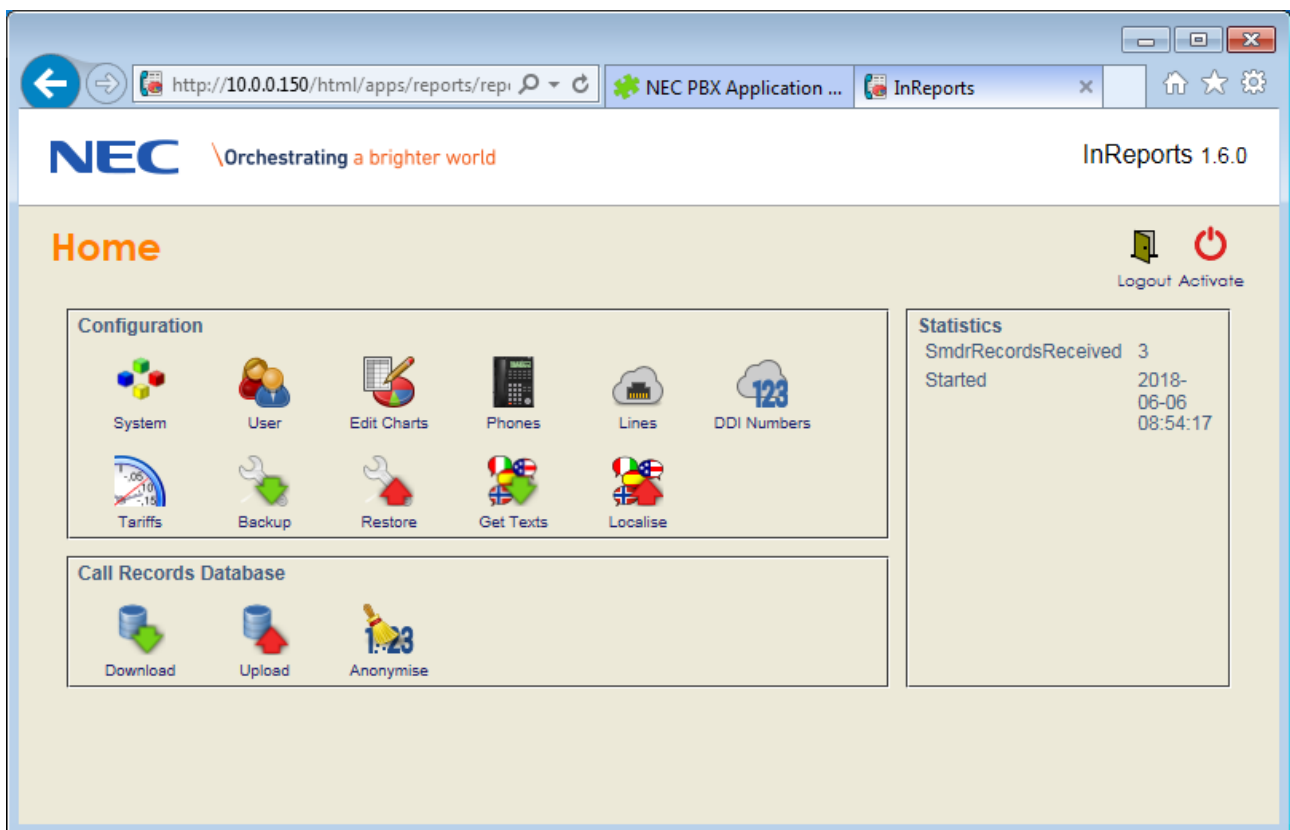 http://10.0.0.150/html/apps/reports/repo
NEC PBX Application ...
InReports
NEC
\Orchestrating a brighter world
InReports 1.6.0
Home
Logout Activate
Configuration
System User Edit Charts Phones Lines DDI Numbers
Tariffs Backup Restore Get Texts Localise
Call Records Database
Download Upload Anonymise
Statistics
SmdrRecordsReceived 3
Started 2018-
06-06
08:54:17